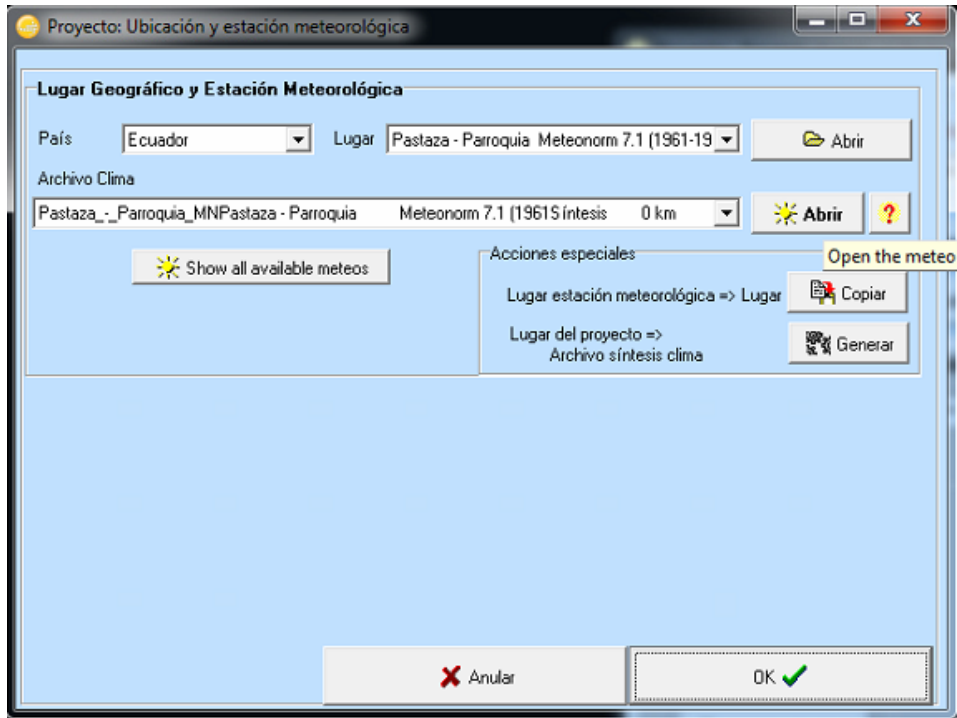 Proyecto: Ubicación y estación meteorológica
Lugar Geográfico y Estación Meteorológica
País Ecuador Lugar Pastaza - Parroquia Meteonorm 7.1 (1961-19 Abrir
Archivo Clima
Pastaza_-_Parroquia_MNPastaza - Parroquia Meteonorm 7.1 (1961Síntesis 0 km Abrir ?
Open the meteo
Show all available meteos
Acciones especiales
Lugar estación meteorológica => Lugar Copiar
Lugar del proyecto =>
Archivo síntesis clima Generar
Anular OK